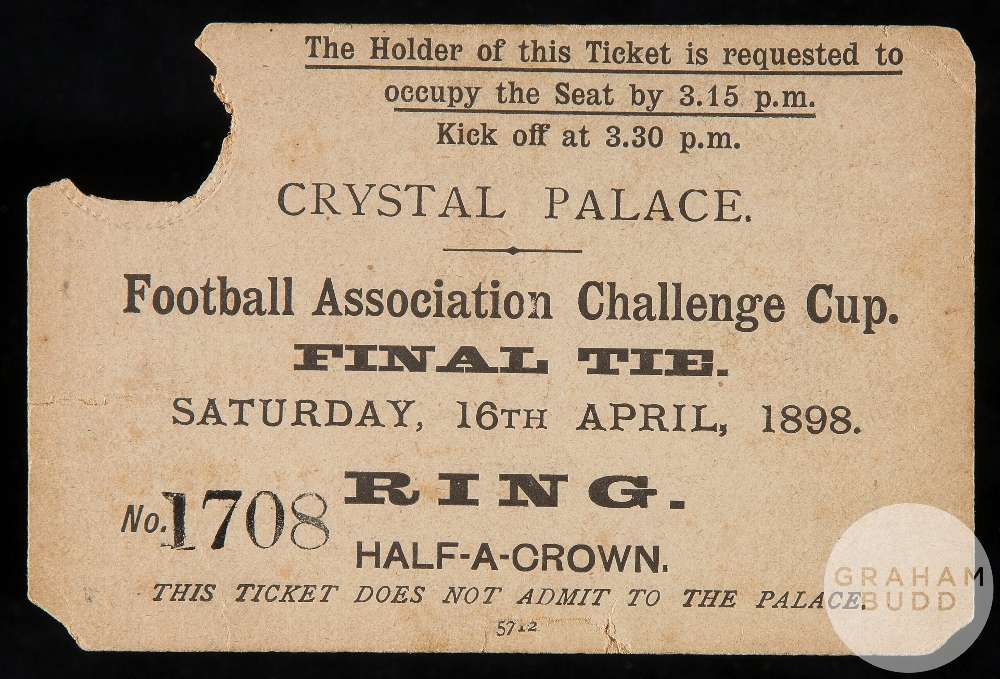 The Holder of this Ticket is requested to
occupy the Seat by 3.15 p.m.
Kick off at 3.30 p.m.
CRYSTAL PALACE.
Football Association Challenge Cup.
FINAL TIE.
SATURDAY, 16TH APRIL, 1898.
RING.
No. 1708
HALF-A-CROWN.
THIS TICKET DOES NOT ADMIT TO THE PALACE.
5712
GRAHAM
BUDD